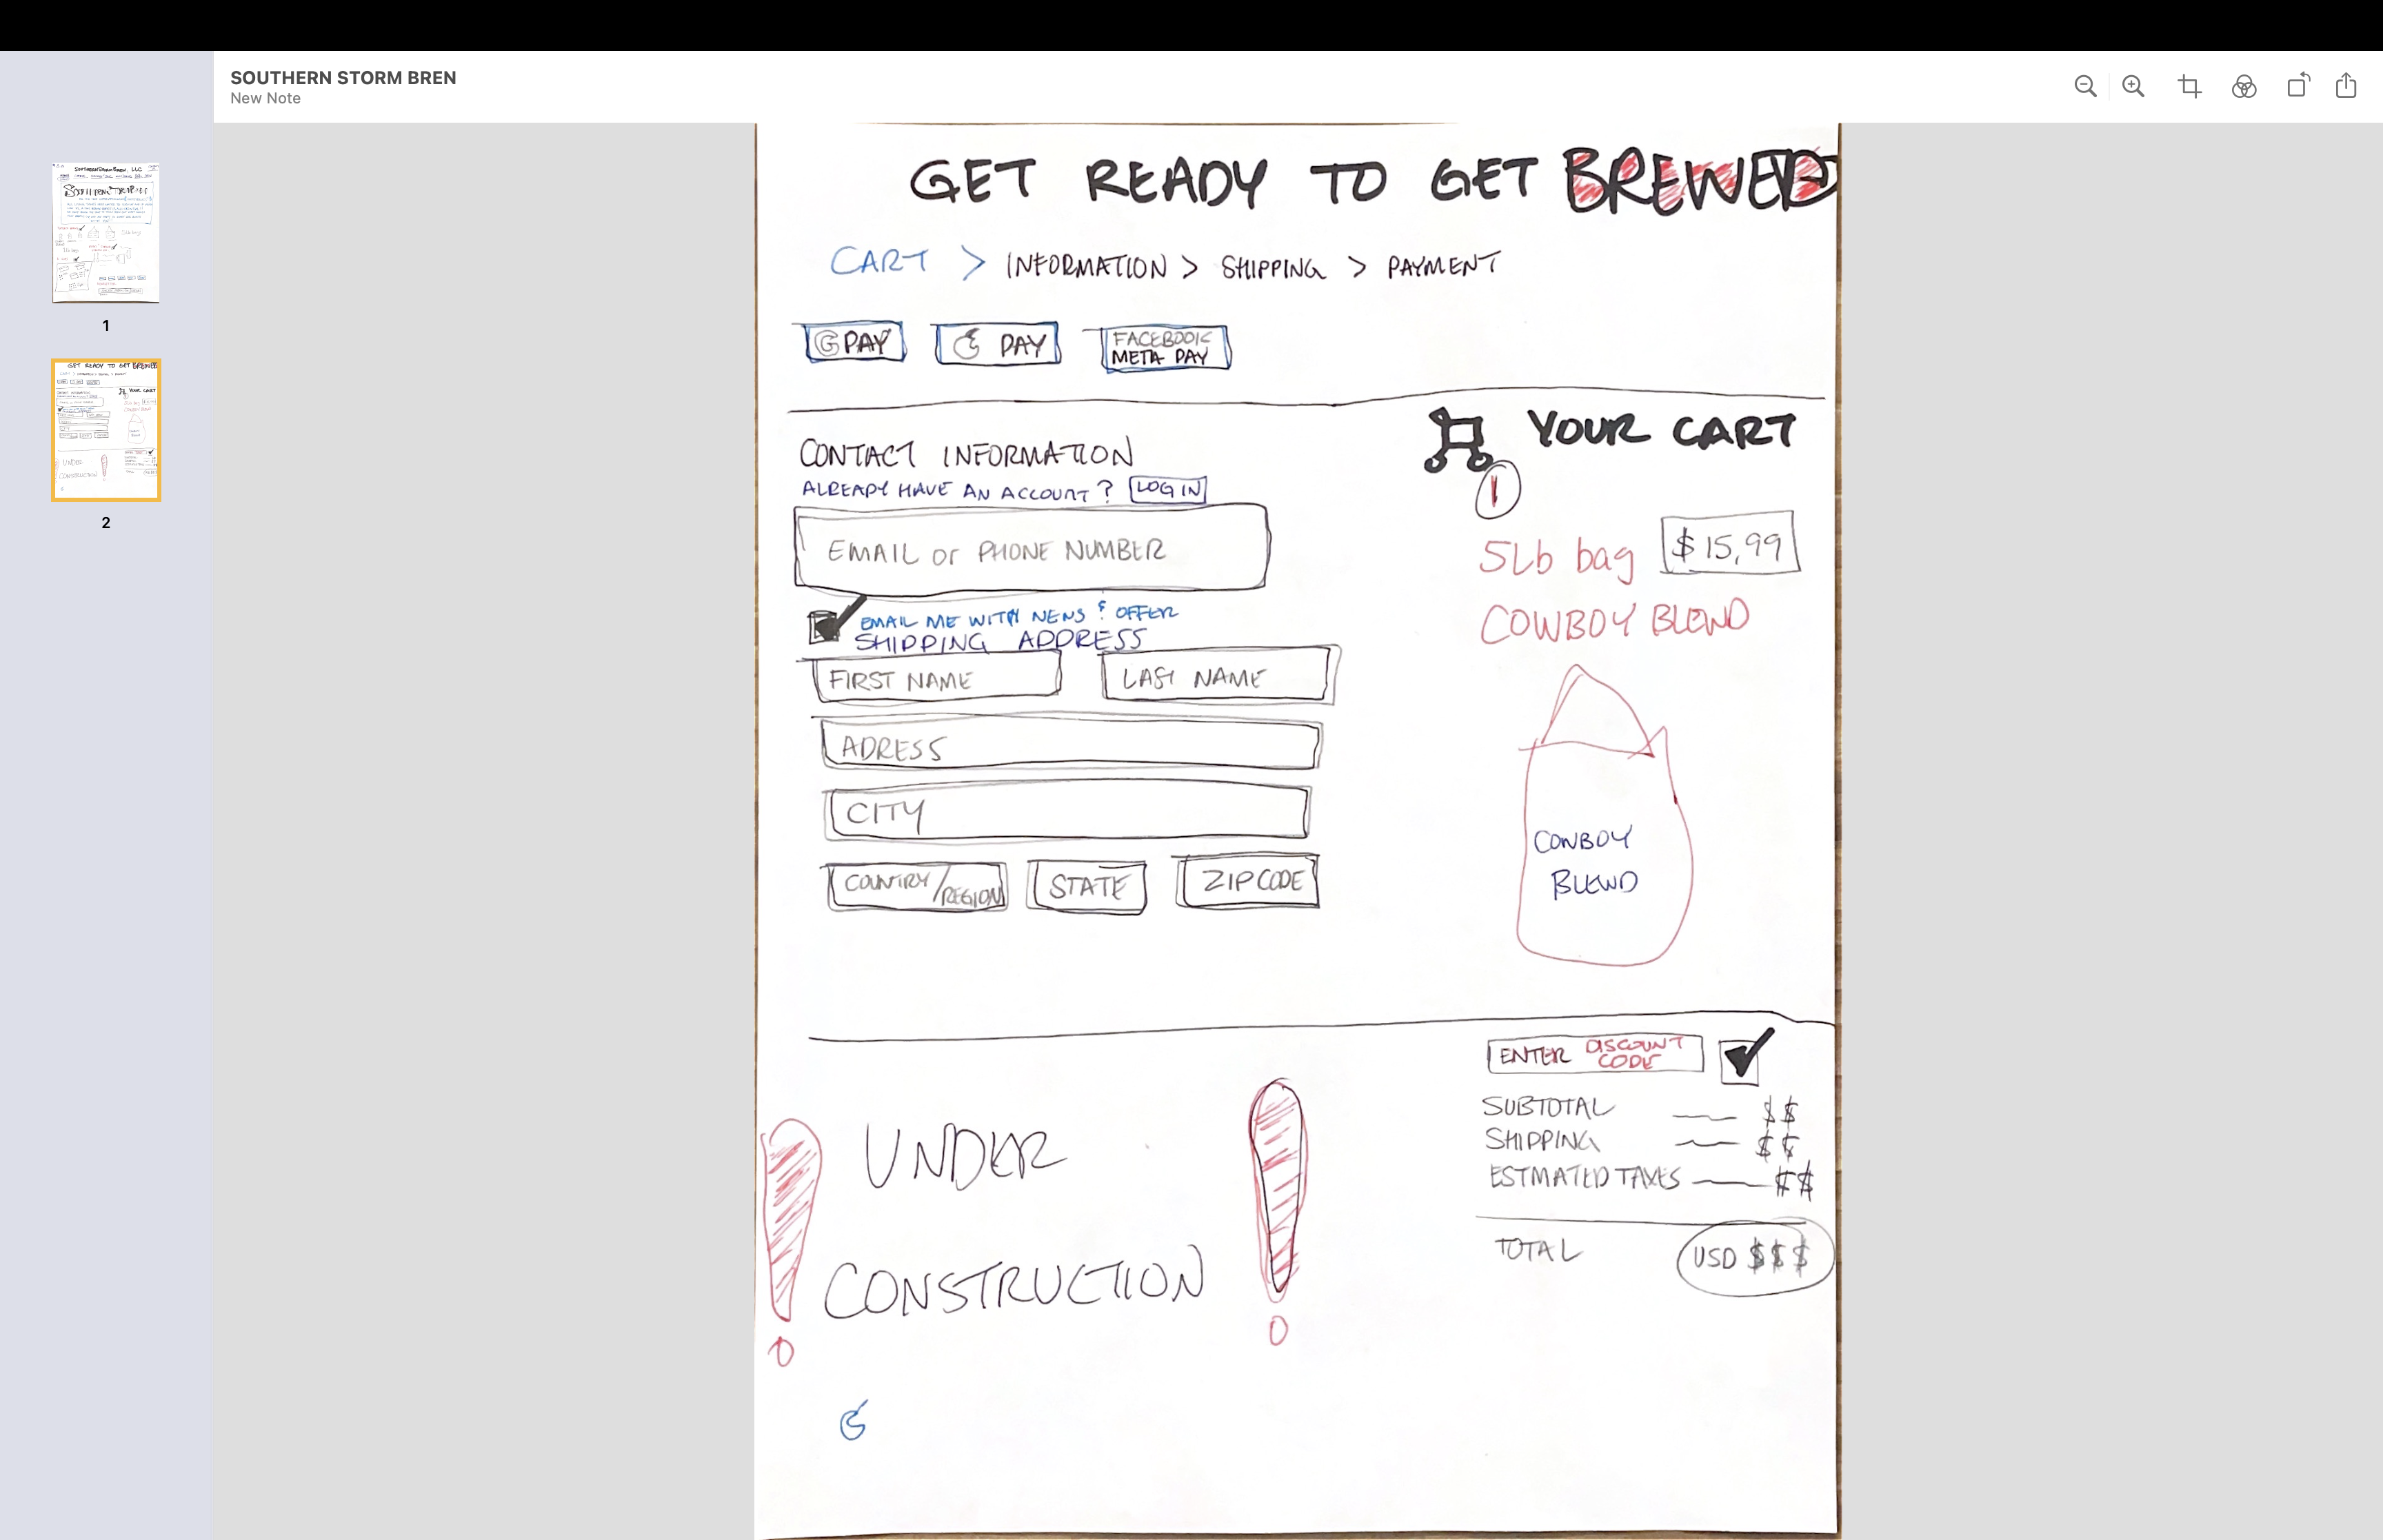 SOUTHERN STORM BREN
New Note
1
2
GET READY TO GET BREWED
CART > INFORMATION > SHIPPING > PAYMENT
G PAY
PAY
FACEBOOK
META PAY
CONTACT INFORMATION
ALREADY HAVE AN ACCOUNT? LOG IN
EMAIL or PHONE NUMBER
EMAIL ME WITH NEWS & OFFER
SHIPPING ADDRESS
FIRST NAME
LAST NAME
ADRESS
CITY
COUNTRY/REGION
STATE
ZIPCODE
YOUR CART
1
5Lb bag $15,99
COWBOY BLEND
COWBOY
BLEND
ENTER DISCOUNT
CODE
SUBTOTAL $$
SHIPPING $$
ESTMATED TAXES $$
TOTAL USD $$$
UNDER
CONSTRUCTION